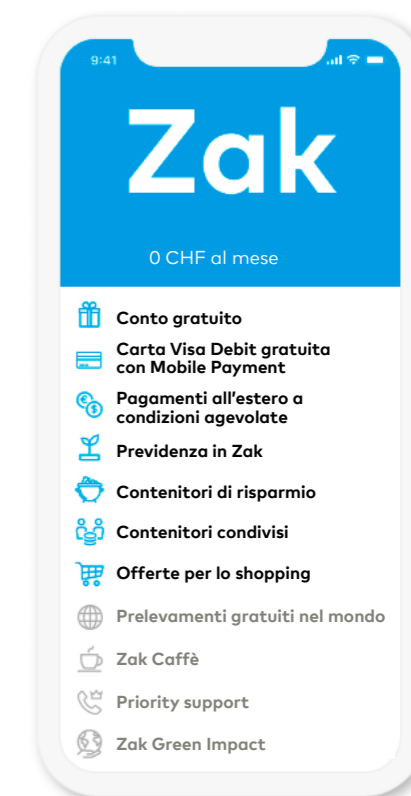 9:41
Zak
0 CHF al mese
Conto gratuito
Carta Visa Debit gratuita
con Mobile Payment
Pagamenti all'estero a
condizioni agevolate
Previdenza in Zak
Contenitori di risparmio
Contenitori condivisi
Offerte per lo shopping
Prelevamenti gratuiti nel mondo
Zak Caffè
Priority support
Zak Green Impact